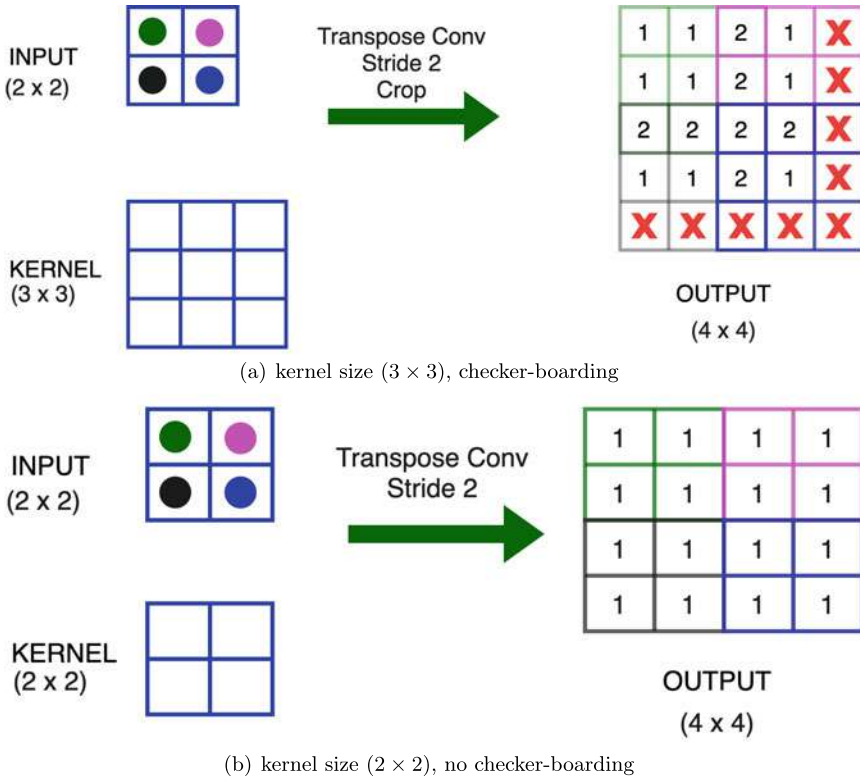 INPUT
(2 x 2)
Transpose Conv
Stride 2
Crop
1 1 2 1 X
1 1 2 1 X
2 2 2 2 X
1 1 2 1 X
X X X X X
KERNEL
(3 x 3)
OUTPUT
(4 x 4)
(a) kernel size (3 × 3), checker-boarding
INPUT
(2 x 2)
Transpose Conv
Stride 2
1 1 1 1
1 1 1 1
1 1 1 1
1 1 1 1
KERNEL
(2 x 2)
OUTPUT
(4 x 4)
(b) kernel size (2 × 2), no checker-boarding